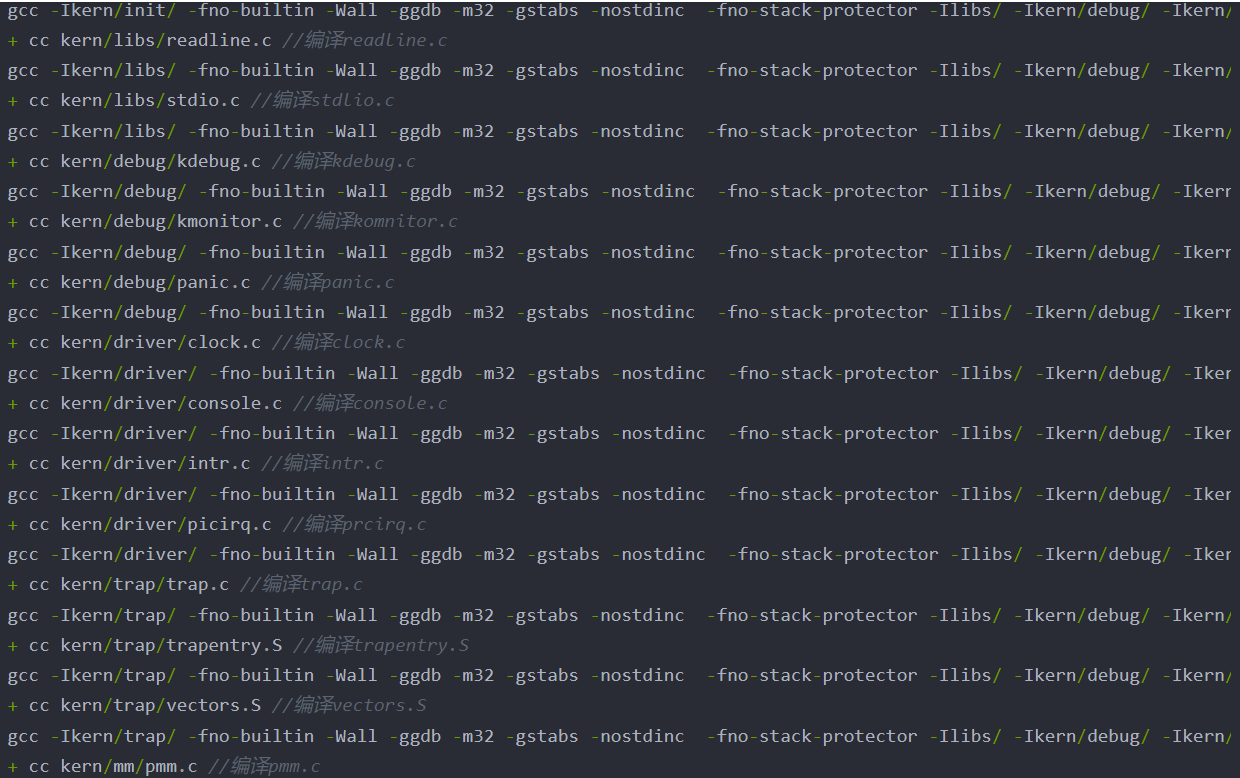 gcc -Ikern/init/ -fno-builtin -Wall -ggdb -m32 -gstabs -nostdinc  -fno-stack-protector -Ilibs/ -Ikern/debug/ -Ikern/
+ cc kern/libs/readline.c //编译readline.c
gcc -Ikern/libs/ -fno-builtin -Wall -ggdb -m32 -gstabs -nostdinc  -fno-stack-protector -Ilibs/ -Ikern/debug/ -Ikern/
+ cc kern/libs/stdio.c //编译stdlio.c
gcc -Ikern/libs/ -fno-builtin -Wall -ggdb -m32 -gstabs -nostdinc  -fno-stack-protector -Ilibs/ -Ikern/debug/ -Ikern/
+ cc kern/debug/kdebug.c //编译kdebug.c
gcc -Ikern/debug/ -fno-builtin -Wall -ggdb -m32 -gstabs -nostdinc  -fno-stack-protector -Ilibs/ -Ikern/debug/ -Ikern
+ cc kern/debug/kmonitor.c //编译komnitor.c
gcc -Ikern/debug/ -fno-builtin -Wall -ggdb -m32 -gstabs -nostdinc  -fno-stack-protector -Ilibs/ -Ikern/debug/ -Ikern
+ cc kern/debug/panic.c //编译panic.c
gcc -Ikern/debug/ -fno-builtin -Wall -ggdb -m32 -gstabs -nostdinc  -fno-stack-protector -Ilibs/ -Ikern/debug/ -Ikern
+ cc kern/driver/clock.c //编译clock.c
gcc -Ikern/driver/ -fno-builtin -Wall -ggdb -m32 -gstabs -nostdinc  -fno-stack-protector -Ilibs/ -Ikern/debug/ -Iker
+ cc kern/driver/console.c //编译console.c
gcc -Ikern/driver/ -fno-builtin -Wall -ggdb -m32 -gstabs -nostdinc  -fno-stack-protector -Ilibs/ -Ikern/debug/ -Iker
+ cc kern/driver/intr.c //编译intr.c
gcc -Ikern/driver/ -fno-builtin -Wall -ggdb -m32 -gstabs -nostdinc  -fno-stack-protector -Ilibs/ -Ikern/debug/ -Iker
+ cc kern/driver/picirq.c //编译prcirq.c
gcc -Ikern/driver/ -fno-builtin -Wall -ggdb -m32 -gstabs -nostdinc  -fno-stack-protector -Ilibs/ -Ikern/debug/ -Iker
+ cc kern/trap/trap.c //编译trap.c
gcc -Ikern/trap/ -fno-builtin -Wall -ggdb -m32 -gstabs -nostdinc  -fno-stack-protector -Ilibs/ -Ikern/debug/ -Ikern/
+ cc kern/trap/trapentry.S //编译trapentry.S
gcc -Ikern/trap/ -fno-builtin -Wall -ggdb -m32 -gstabs -nostdinc  -fno-stack-protector -Ilibs/ -Ikern/debug/ -Ikern/
+ cc kern/trap/vectors.S //编译vectors.S
gcc -Ikern/trap/ -fno-builtin -Wall -ggdb -m32 -gstabs -nostdinc  -fno-stack-protector -Ilibs/ -Ikern/debug/ -Ikern/
+ cc kern/mm/pmm.c //编译pmm.c